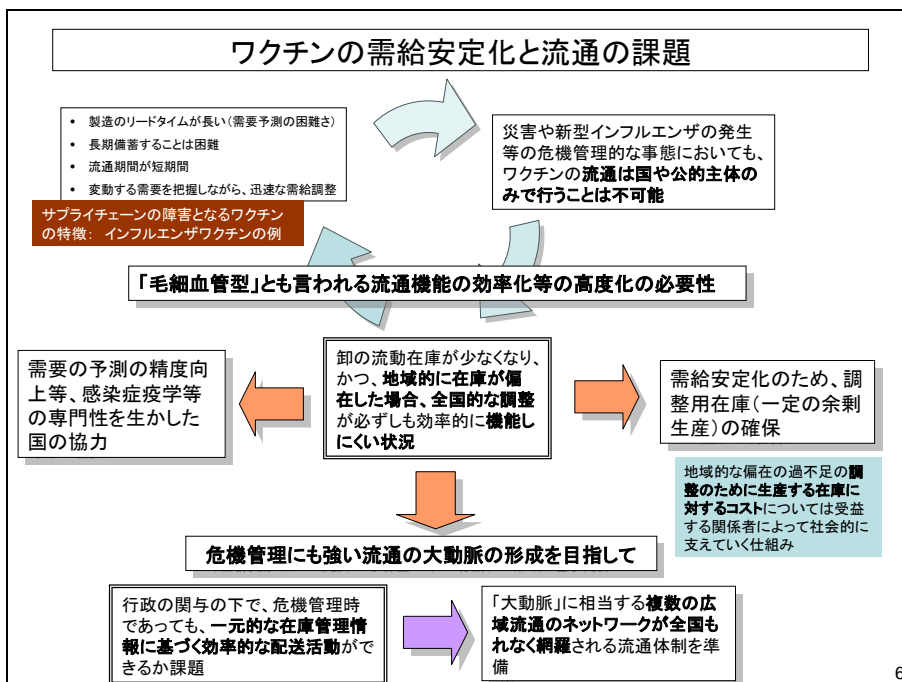 ワクチンの需給安定化と流通の課題
• 製造のリードタイムが長い（需要予測の困難さ）
• 長期備蓄することは困難
• 流通期間が短期間
• 変動する需要を把握しながら、迅速な需給調整
サプライチェーンの障害となるワクチン
の特徴： インフルエンザワクチンの例
災害や新型インフルエンザの発生
等の危機管理的な事態においても、
ワクチンの流通は国や公的主体の
みで行うことは不可能
「毛細血管型」とも言われる流通機能の効率化等の高度化の必要性
需要の予測の精度向
上等、感染症疫学等
の専門性を生かした
国の協力
卸の流動在庫が少なくなり、
かつ、地域的に在庫が偏
在した場合、全国的な調整
が必ずしも効率的に機能し
にくい状況
需給安定化のため、調
整用在庫（一定の余剰
生産）の確保
地域的な偏在の過不足の調
整のために生産する在庫に
対するコストについては受益
する関係者によって社会的に
支えていく仕組み
危機管理にも強い流通の大動脈の形成を目指して
行政の関与の下で、危機管理時
であっても、一元的な在庫管理情
報に基づく効率的な配送活動がで
きるか課題
「大動脈」に相当する複数の広
域流通のネットワークが全国も
れなく網羅される流通体制を準
備
6